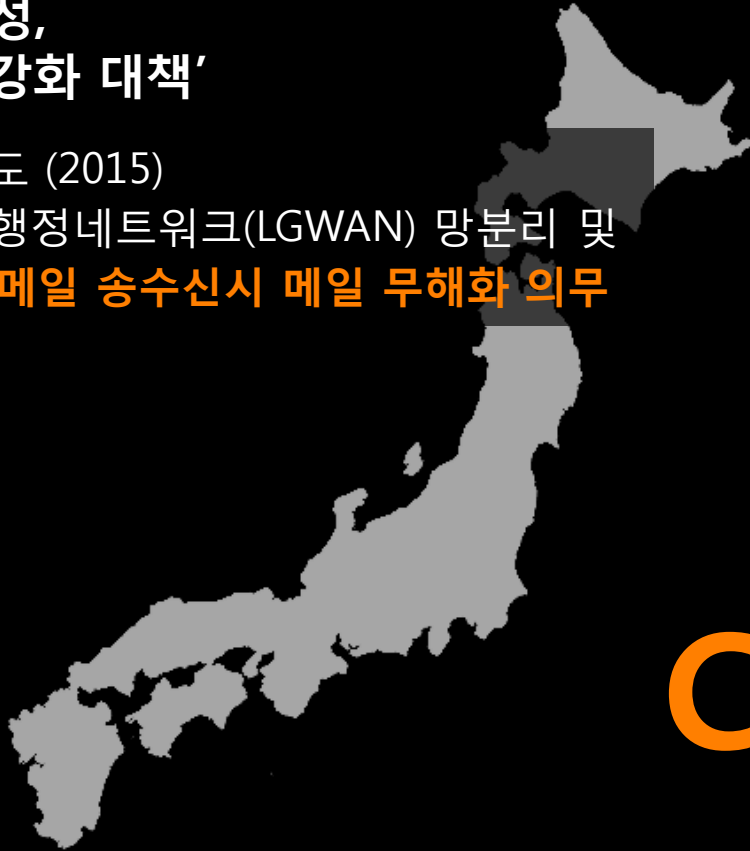 성,
강화 대책’
도 (2015)
행정네트워크(LGWAN) 망분리 및
메일 송수신시 메일 무해화 의무
C